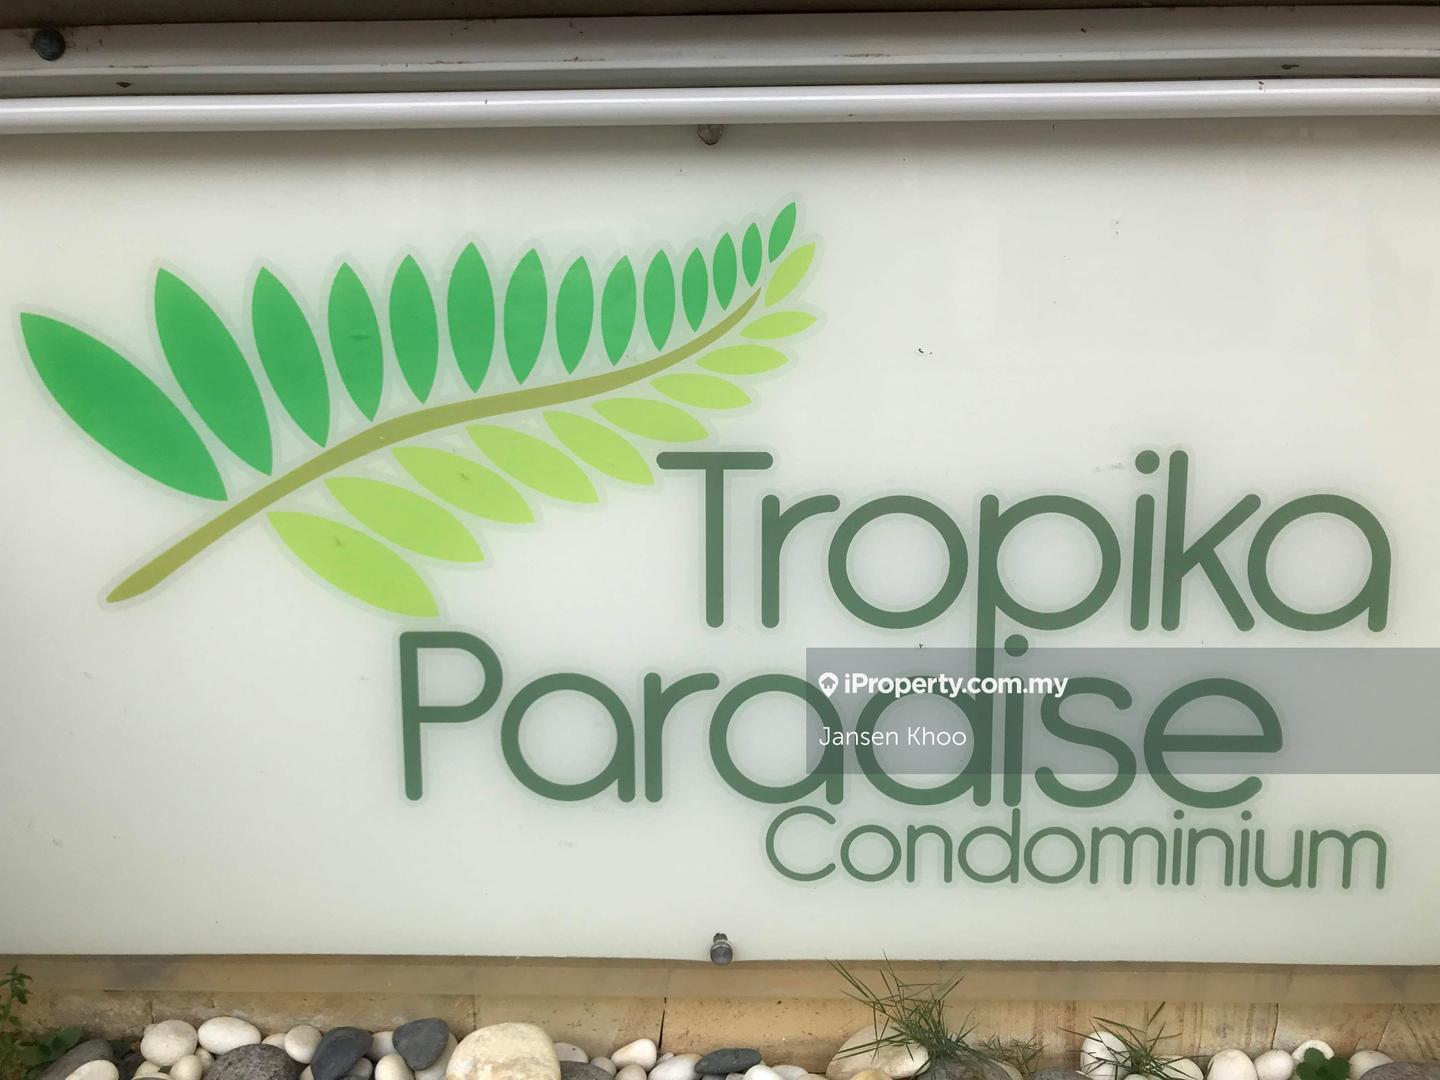 Tropika
Paradise
iProperty.com.my
Jansen Khoo
Condominium